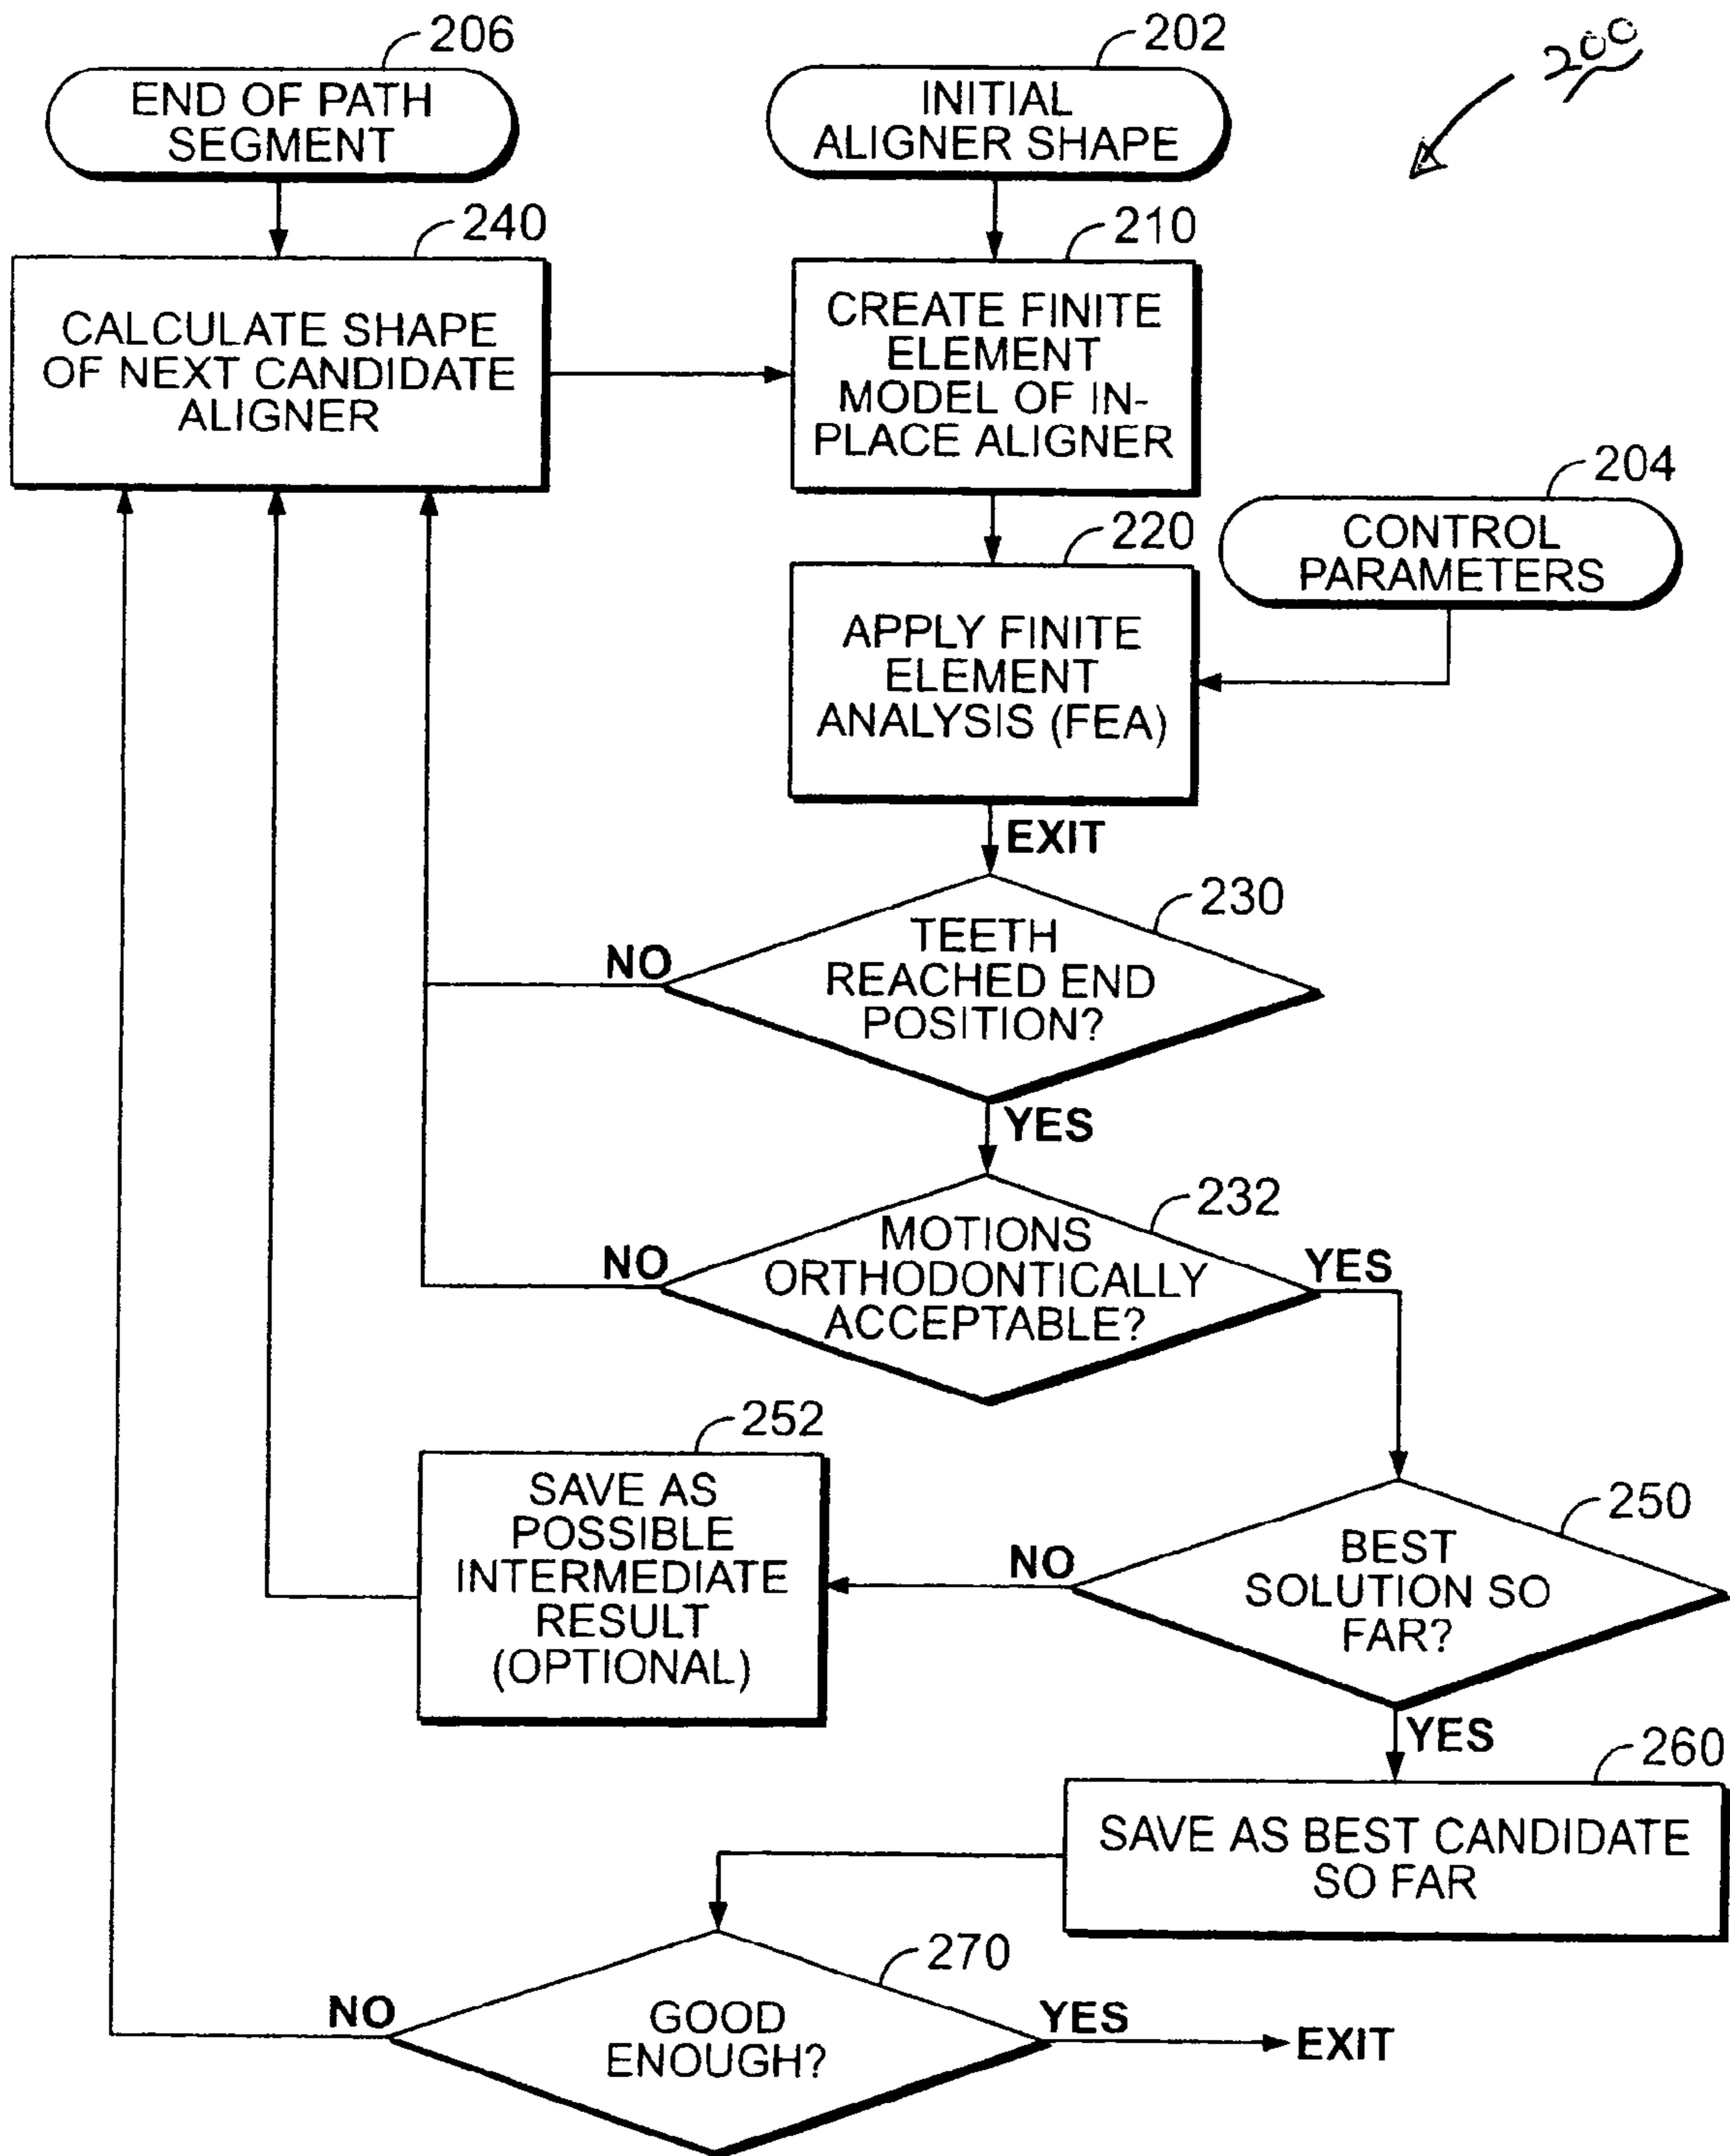 206
END OF PATH
SEGMENT
202
INITIAL
ALIGNER SHAPE
200
240
CALCULATE SHAPE
OF NEXT CANDIDATE
ALIGNER
210
CREATE FINITE
ELEMENT
MODEL OF IN-
PLACE ALIGNER
204
CONTROL
PARAMETERS
220
APPLY FINITE
ELEMENT
ANALYSIS (FEA)
EXIT
230
TEETH
REACHED END
POSITION?
NO
YES
232
MOTIONS
ORTHODONTICALLY
ACCEPTABLE?
NO
YES
252
SAVE AS
POSSIBLE
INTERMEDIATE
RESULT
(OPTIONAL)
250
BEST
SOLUTION SO
FAR?
NO
YES
260
SAVE AS BEST CANDIDATE
SO FAR
270
GOOD
ENOUGH?
NO
YES
EXIT